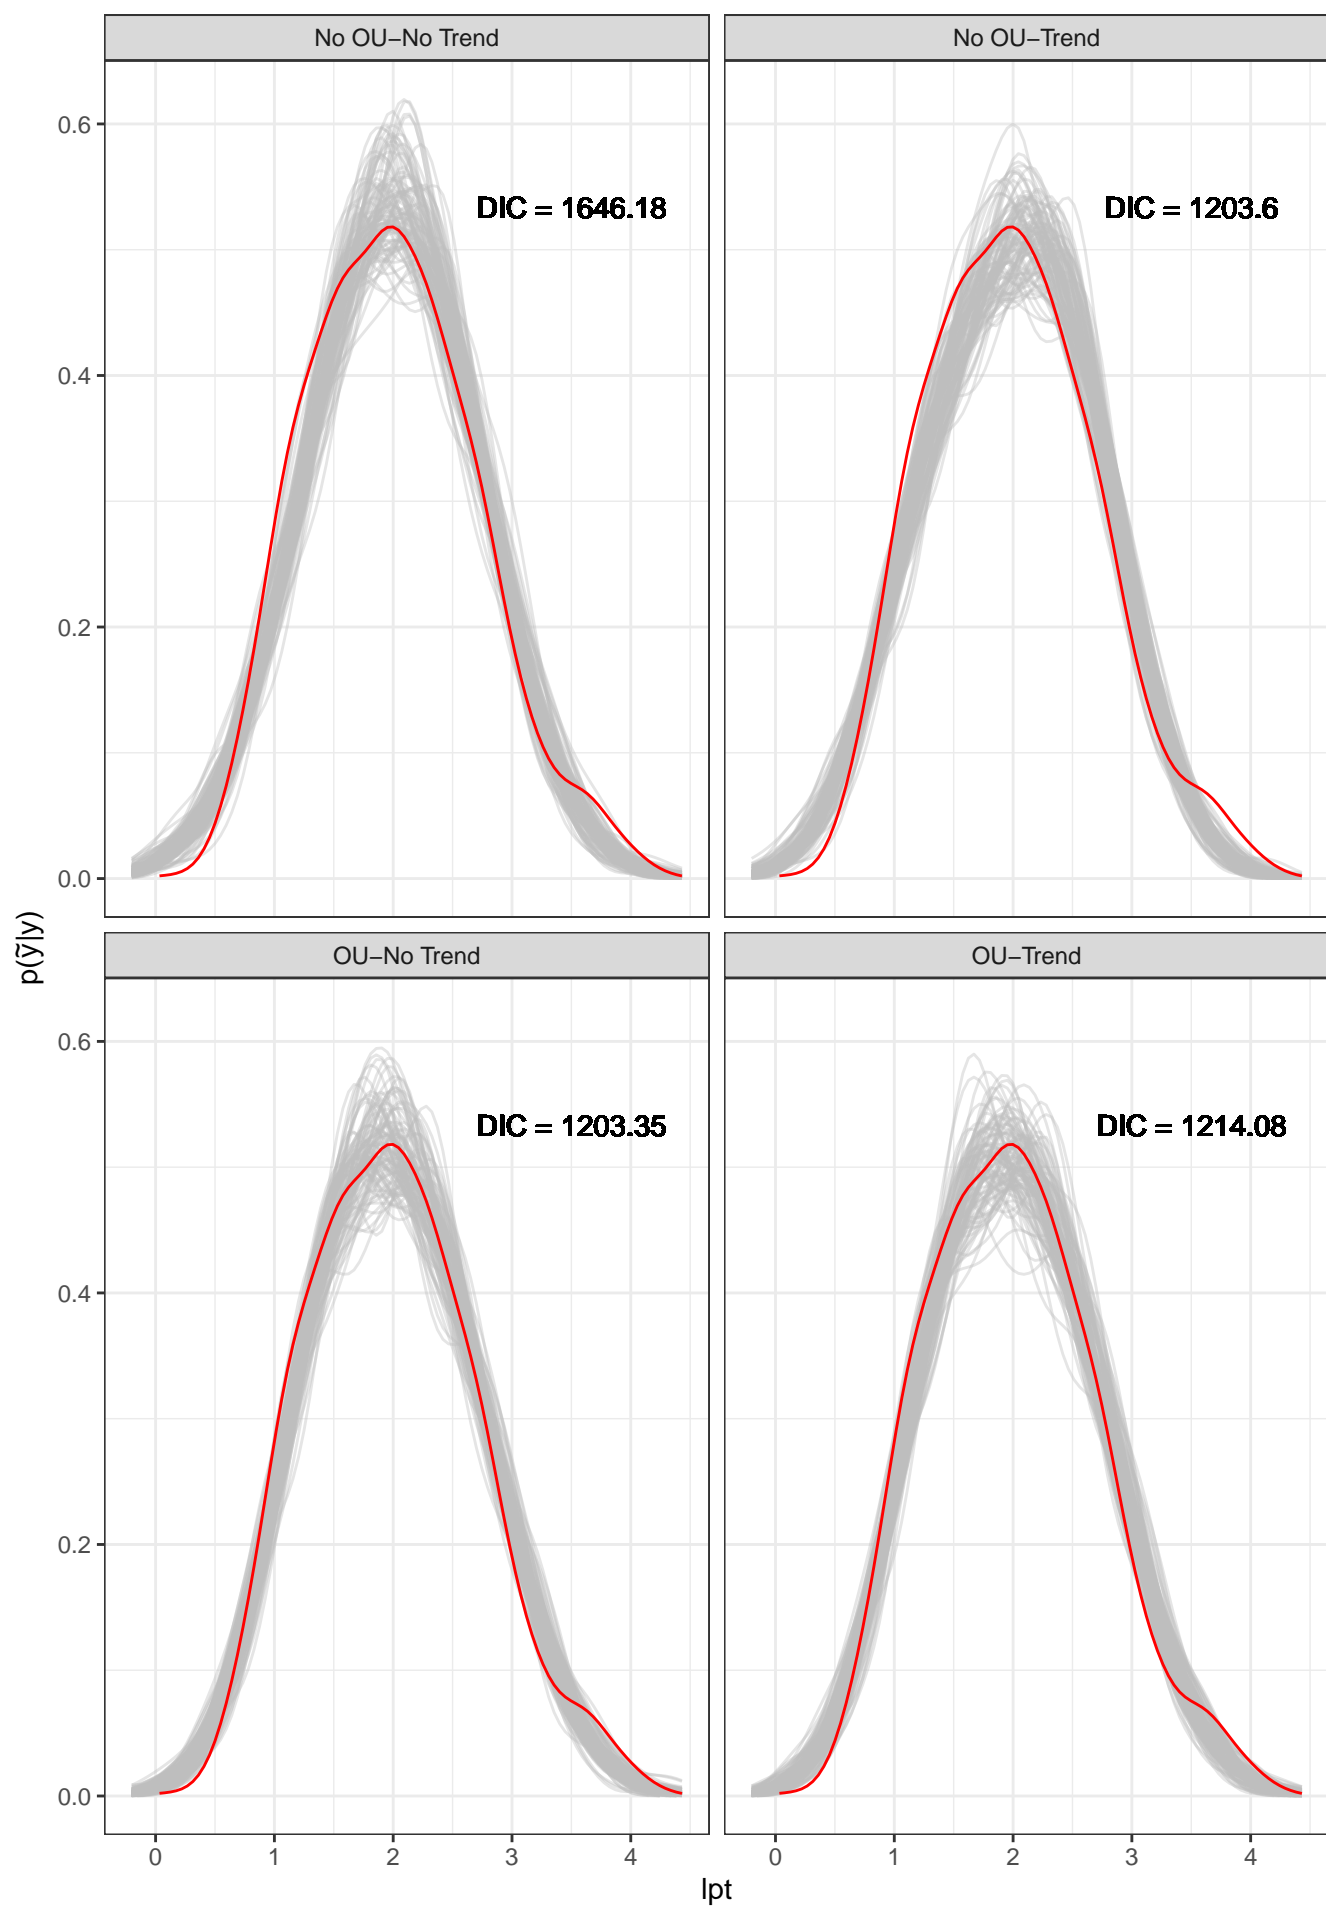 No OU–No Trend
No OU–Trend
0.6
DIC = 1646.18
DIC = 1203.6
0.4
0.2
0.0
p(ỹ|y)
OU–No Trend
OU–Trend
0.6
DIC = 1203.35
DIC = 1214.08
0.4
0.2
0.0
0 1 2 3 4
0 1 2 3 4
lpt